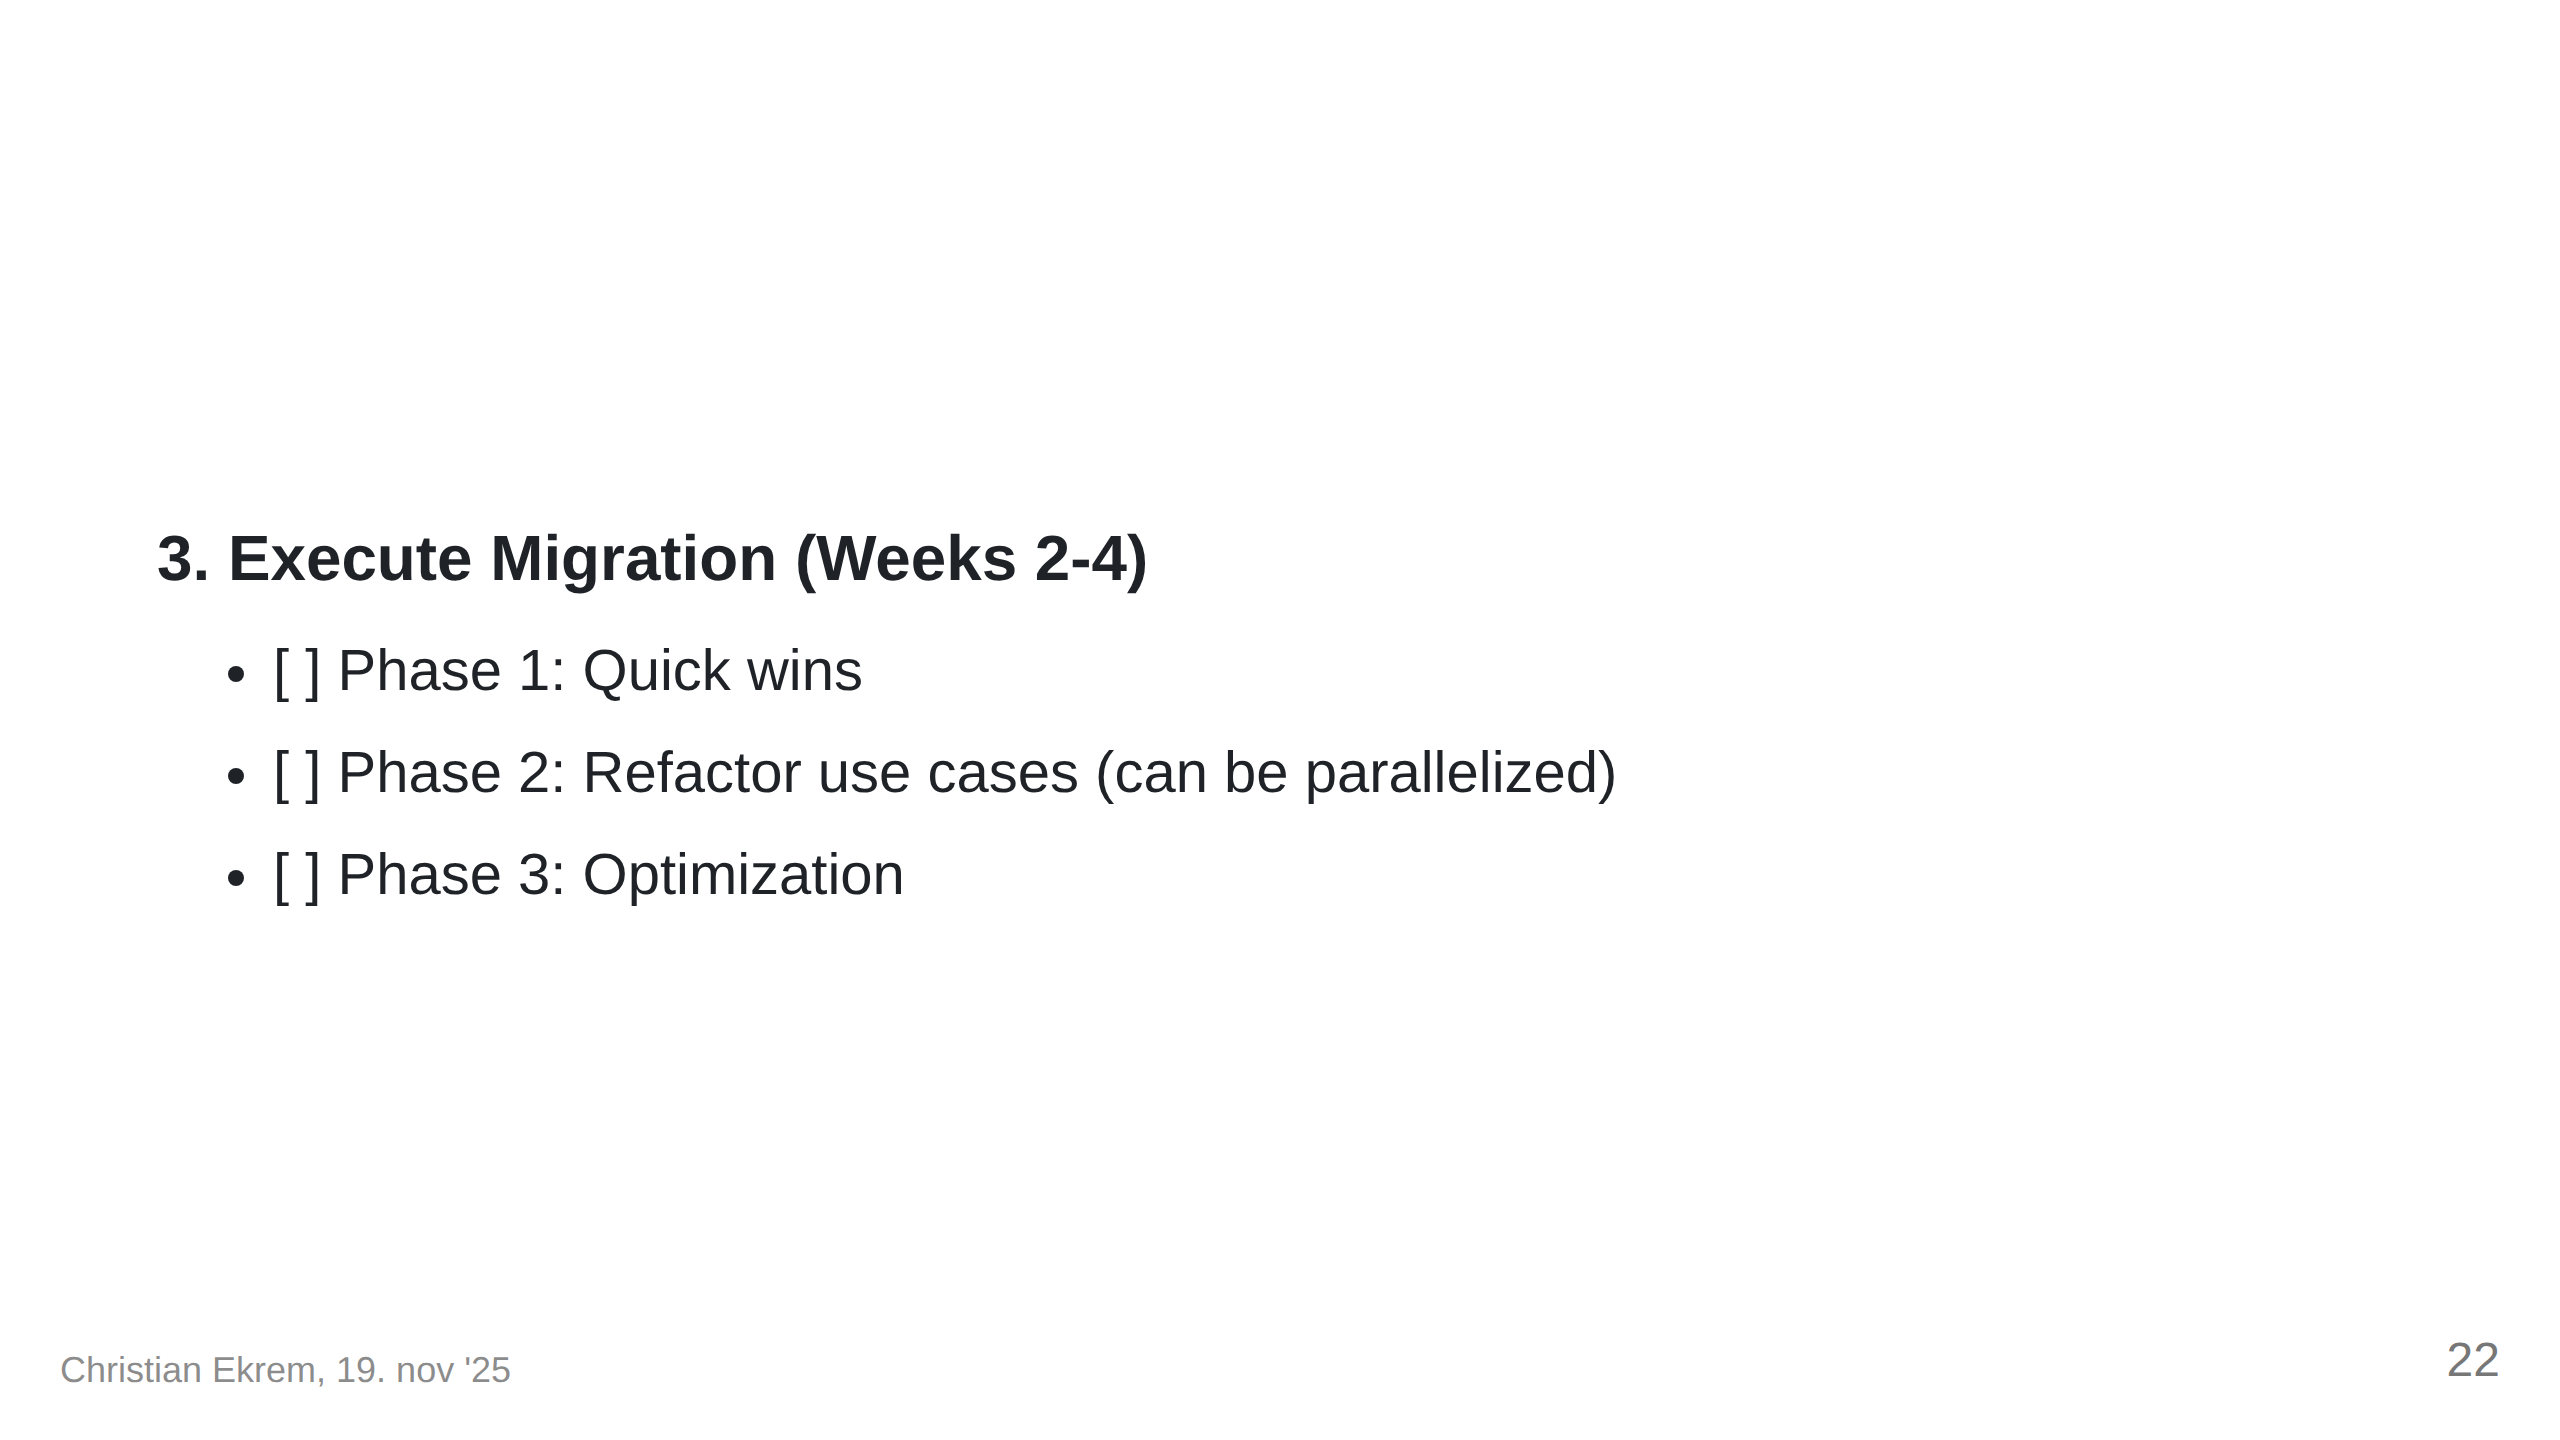 3. Execute Migration (Weeks 2-4)
• [ ] Phase 1: Quick wins
• [ ] Phase 2: Refactor use cases (can be parallelized)
• [ ] Phase 3: Optimization
Christian Ekrem, 19. nov '25
22